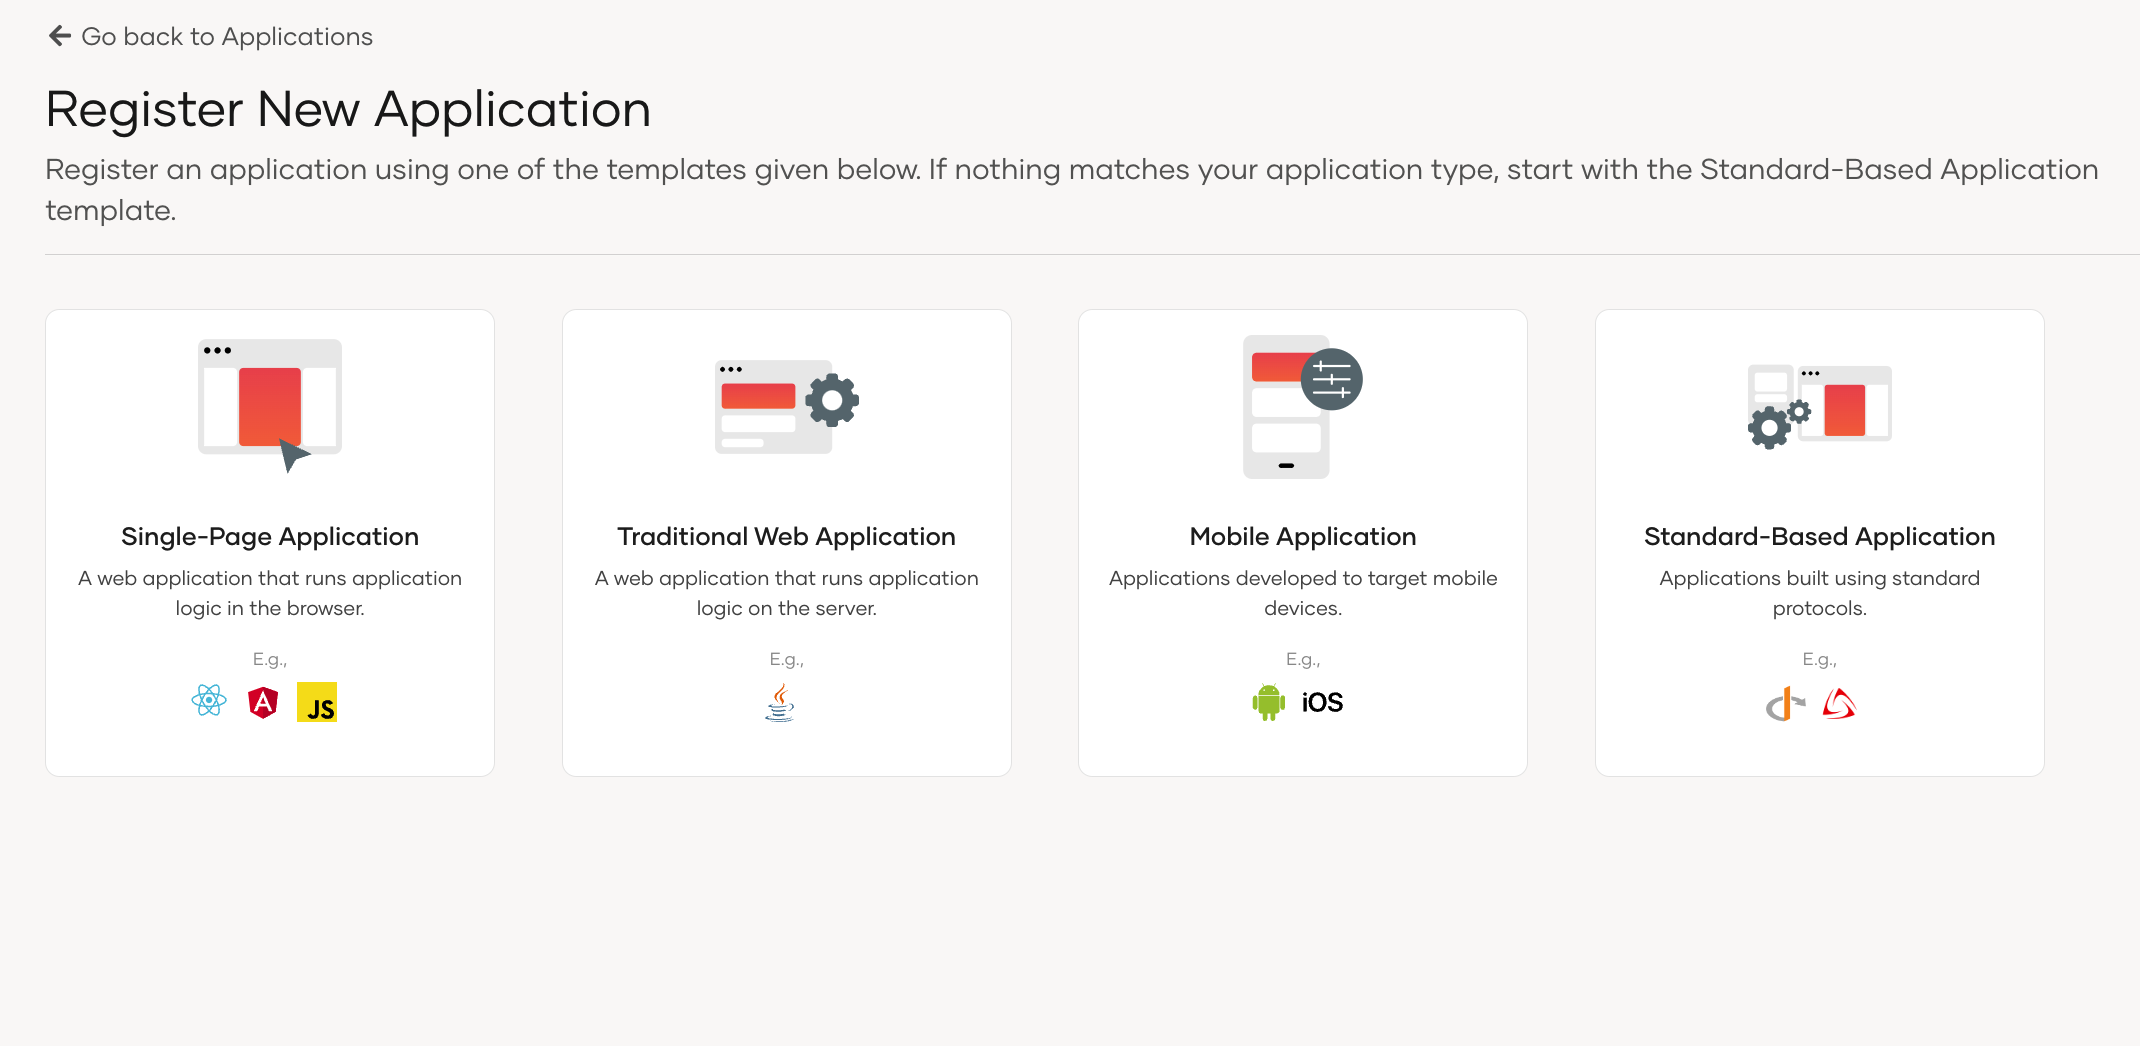 Go back to Applications
Register New Application
Register an application using one of the templates given below. If nothing matches your application type, start with the Standard-Based Application
template.
Single-Page Application
A web application that runs application
logic in the browser.
E.g.,
JS
Traditional Web Application
A web application that runs application
logic on the server.
E.g.,
Mobile Application
Applications developed to target mobile
devices.
E.g.,
iOS
Standard-Based Application
Applications built using standard
protocols.
E.g.,